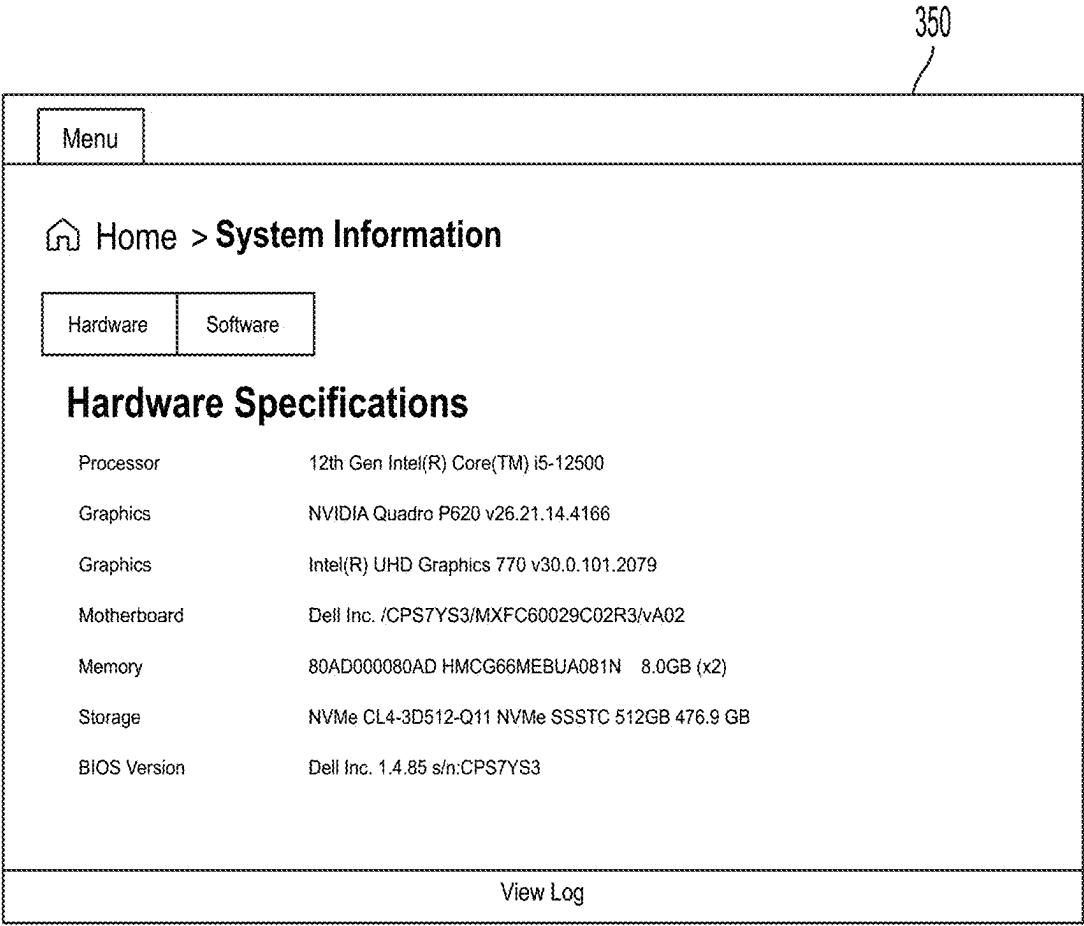 350
Menu
Home > System Information
Hardware Software
Hardware Specifications
Processor 12th Gen Intel(R) Core(TM) i5-12500
Graphics NVIDIA Quadro P620 v26.21.14.4166
Graphics Intel(R) UHD Graphics 770 v30.0.101.2079
Motherboard Dell Inc. /CPS7YS3/MXFC60029C02R3/vA02
Memory 80AD000080AD HMCG66MEBUA081N 8.0GB (x2)
Storage NVMe CL4-3D512-Q11 NVMe SSSTC 512GB 476.9 GB
BIOS Version Dell Inc. 1.4.85 s/n:CPS7YS3
View Log